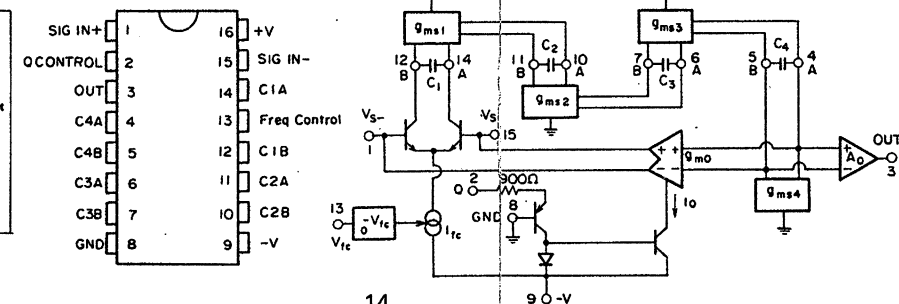 SIG IN+ 1 16 +V
Q CONTROL 2 15 SIG IN-
OUT 3 14 C1A
C4A 4 13 Freq Control
C4B 5 12 C1B
C3A 6 11 C2A
C3B 7 10 C2B
GND 8 9 -V
gms1
12 14
B C1 A
C2
11 10
B A
gms2
gms3
7 6
B C3 A
C4
5 4
B A
VS- VS
1 15
gm0
A0 OUT
3
gms4
Q 2 900Ω
I0
8
GND
13
Vfc
-Vfc
0
Ifc
9 -V
14